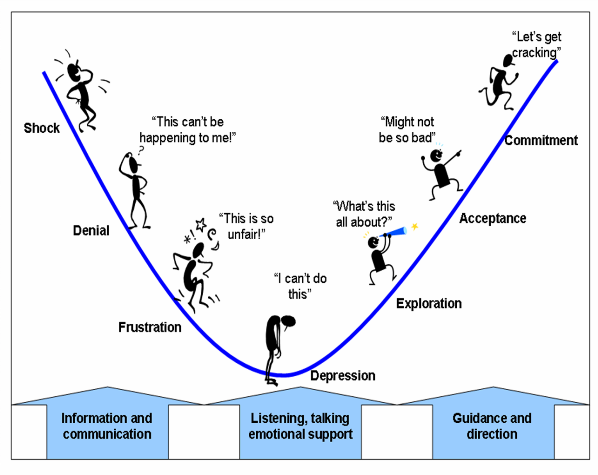 Shock
“This can’t be
happening to me!”
Denial
?
“This is so
unfair!”
*!
Frustration
“I can’t do
this”
Depression
“What’s this
all about?”
Exploration
“Might not
be so bad”
Acceptance
“Let’s get
cracking”
Commitment
Information and
communication
Listening, talking
emotional support
Guidance and
direction